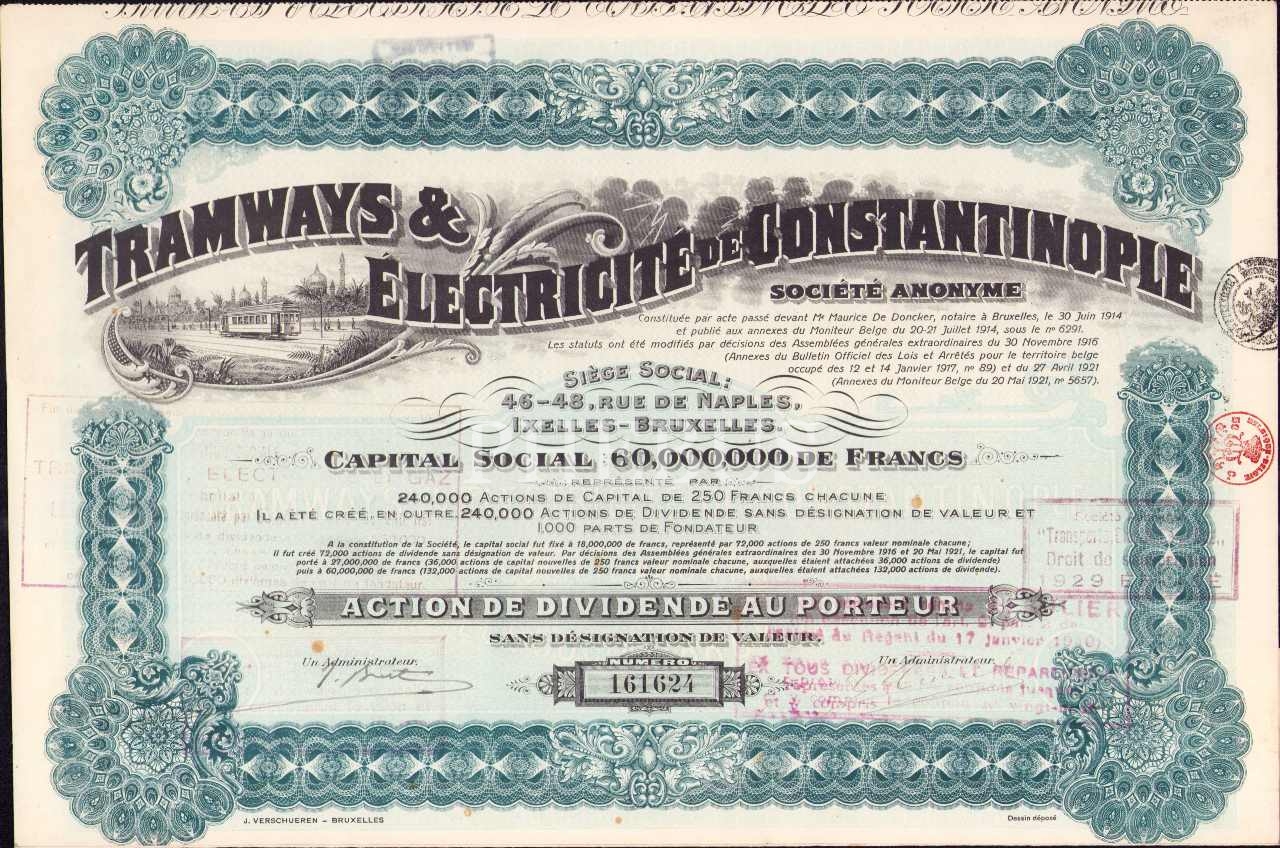 TRAMWAYS &
ÉLECTRICITÉ DE CONSTANTINOPLE
SOCIÉTÉ ANONYME
Constituée par acte passé devant Me Maurice De Doncker, notaire à Bruxelles, le 30 Juin 1914
et publié aux annexes du Moniteur Belge du 20-21 Juillet 1914, sous le no 6291.
Les statuts ont été modifiés par décisions des Assemblées générales extraordinaires du 30 Novembre 1916
(Annexes du Bulletin Officiel des Lois et Arrêtés pour le territoire belge
occupé des 12 et 14 Janvier 1917, no 89) et du 27 Avril 1921
(Annexes du Moniteur Belge du 20 Mai 1921, no 5657).
SIÈGE SOCIAL:
46-48, RUE DE NAPLES,
IXELLES-BRUXELLES.
CAPITAL SOCIAL 60,000,000 DE FRANCS
REPRÉSENTÉ PAR
240,000 ACTIONS DE CAPITAL DE 250 FRANCS CHACUNE
IL A ÉTÉ CRÉÉ, EN OUTRE, 240,000 ACTIONS DE DIVIDENDE SANS DÉSIGNATION DE VALEUR ET
1,000 PARTS DE FONDATEUR
A la constitution de la Société, le capital social fut fixé à 18,000,000 de francs, représenté par 72,000 actions de 250 francs valeur nominale chacune;
il fut créé 72,000 actions de dividende sans désignation de valeur. Par décisions des Assemblées générales extraordinaires des 30 Novembre 1916 et 20 Mai 1921, le capital fut
porté à 27,000,000 de francs (36,000 actions de capital nouvelles de 250 francs valeur nominale chacune, auxquelles étaient attachées 36,000 actions de dividende)
puis à 60,000,000 de francs (132,000 actions de capital nouvelles de 250 francs valeur nominale chacune, auxquelles étaient attachées 132,000 actions de dividende).
Société
"Transports,
Droit de
1929
ACTION DE DIVIDENDE AU PORTEUR
SANS DÉSIGNATION DE VALEUR.
du Régent du 17 janvier
TOUS RÉPAR
et compris
Un Administrateur.
Un Administrateur.
NUMÉRO
161624
J. VERSCHUEREN - BRUXELLES
Dessin déposé